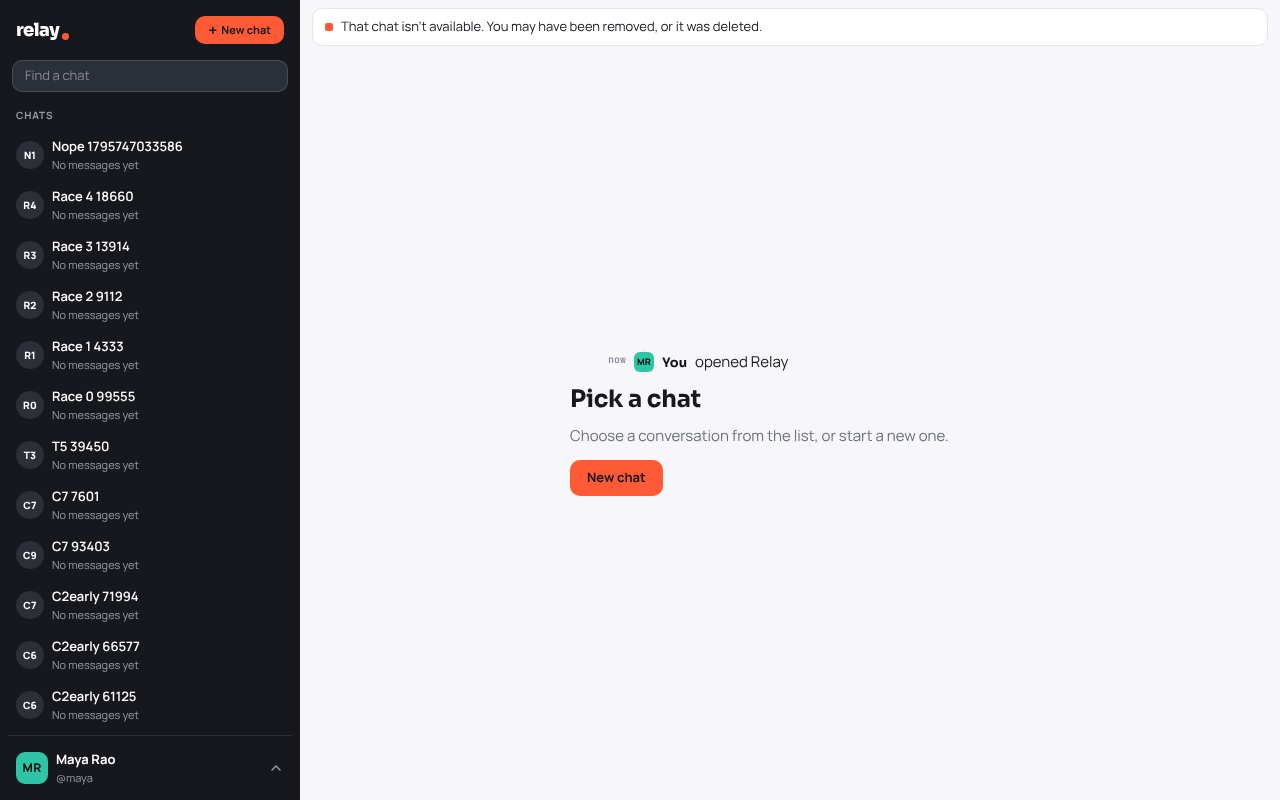 relay.
+ New chat
Find a chat
CHATS
N1
Nope 1795747033586
No messages yet
R4
Race 4 18660
No messages yet
R3
Race 3 13914
No messages yet
R2
Race 2 9112
No messages yet
R1
Race 1 4333
No messages yet
R0
Race 0 99555
No messages yet
T3
T5 39450
No messages yet
C7
C7 7601
No messages yet
C9
C7 93403
No messages yet
C7
C2early 71994
No messages yet
C6
C2early 66577
No messages yet
C6
C2early 61125
No messages yet
MR
Maya Rao
@maya
That chat isn't available. You may have been removed, or it was deleted.
now MR You opened Relay
Pick a chat
Choose a conversation from the list, or start a new one.
New chat